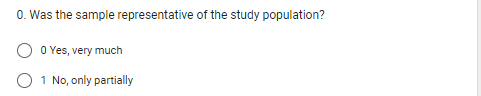 0. Was the sample representative of the study population?
0 Yes, very much
1 No, only partially